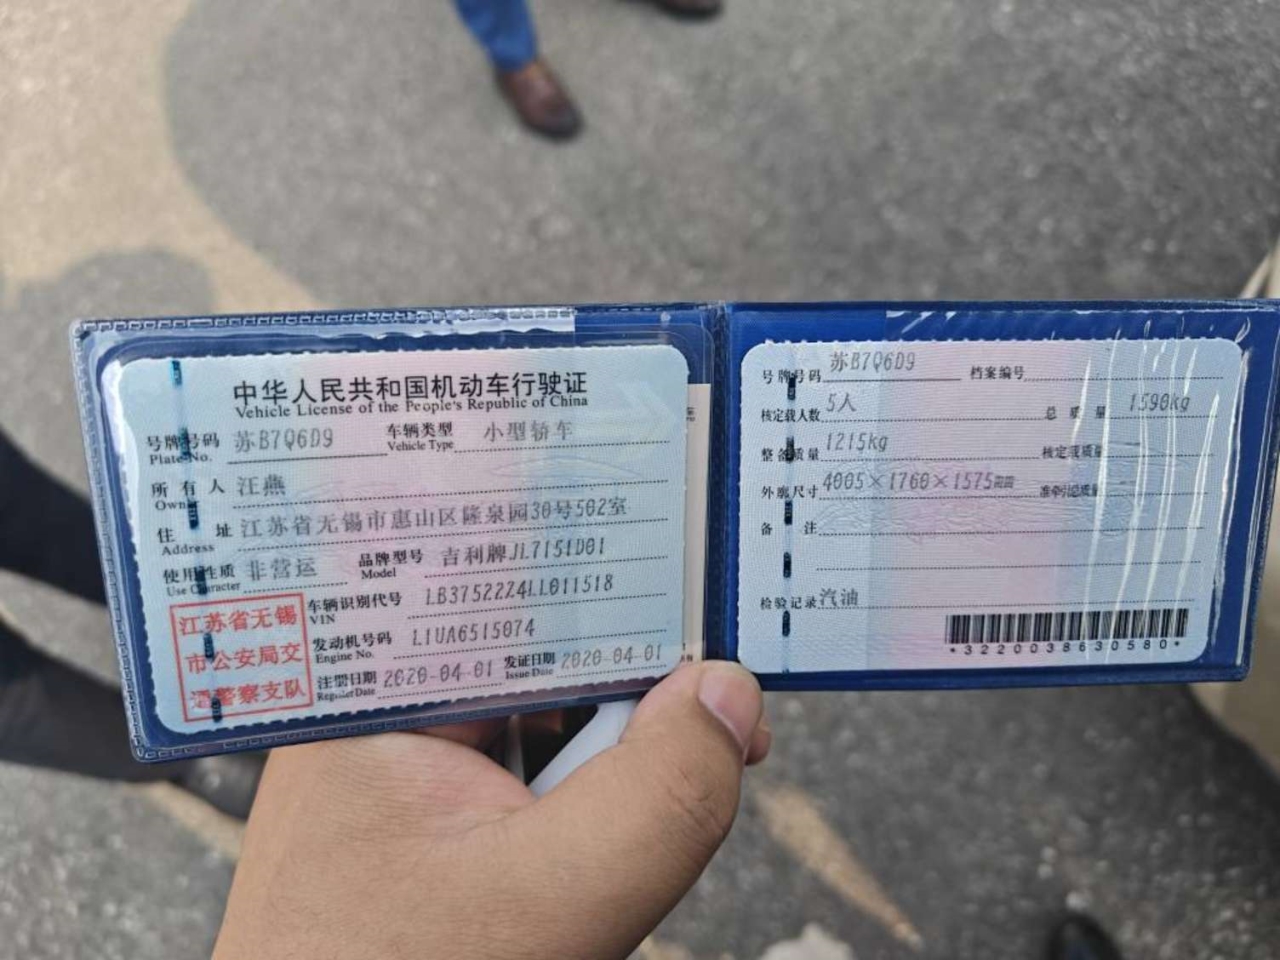 中华人民共和国机动车行驶证
Vehicle License of the People's Republic of China
号牌号码 苏B7Q6D9 车辆类型 小型轿车
Plate No. Vehicle Type
所有人 汪燕
Owner
住址 江苏省无锡市惠山区隆泉园30号502室
Address
使用性质 非营运 品牌型号 吉利牌JL7151D01
Use Character Model
江苏省无锡
市公安局交
通警察支队
车辆识别代号 LB37522Z4LL011518
VIN
发动机号码 L1UA6515074
Engine No.
注册日期 2020-04-01 发证日期 2020-04-01
Register Date Issue Date
号牌号码 苏B7Q6D9 档案编号
核定载人数 5人 总质量 1590kg
整备质量 1215kg 核定载质量
外廓尺寸 4005×1760×1575mm 准牵引总质量
备注
检验记录 汽油
*3220038630580*